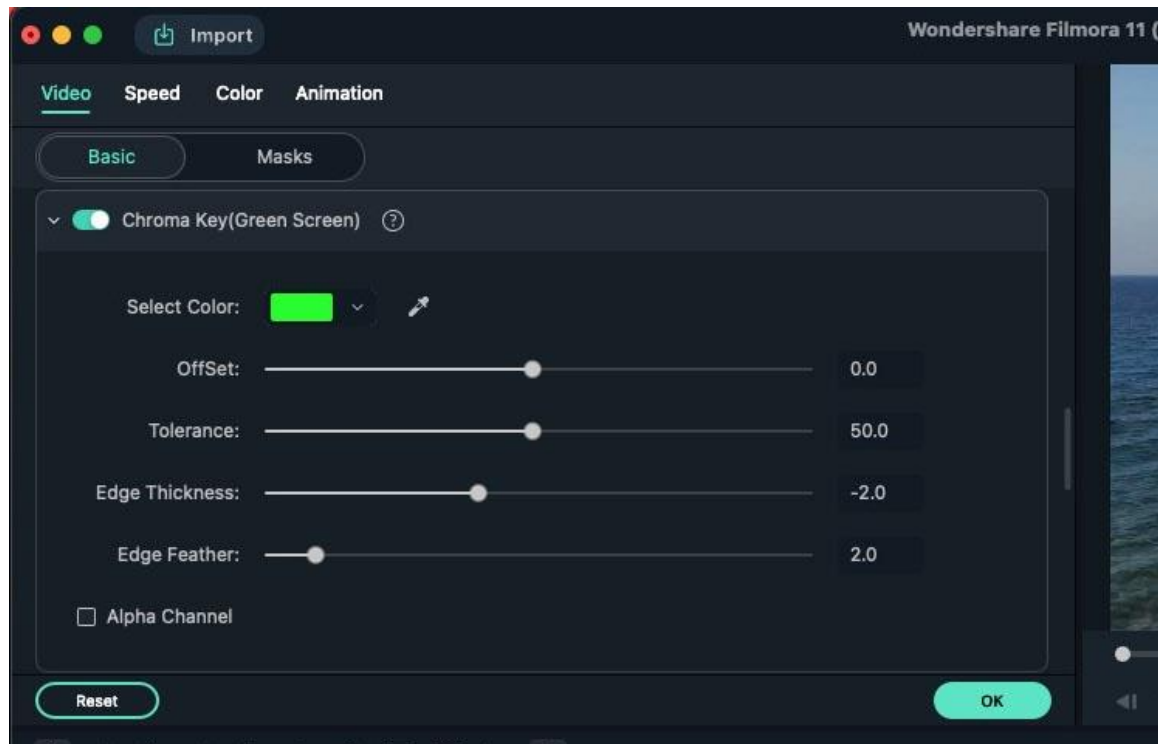 Import
Wondershare Filmora 11 (
Video Speed Color Animation
Basic Masks
Chroma Key(Green Screen) ?
Select Color:
OffSet: 0.0
Tolerance: 50.0
Edge Thickness: -2.0
Edge Feather: 2.0
Alpha Channel
Reset OK